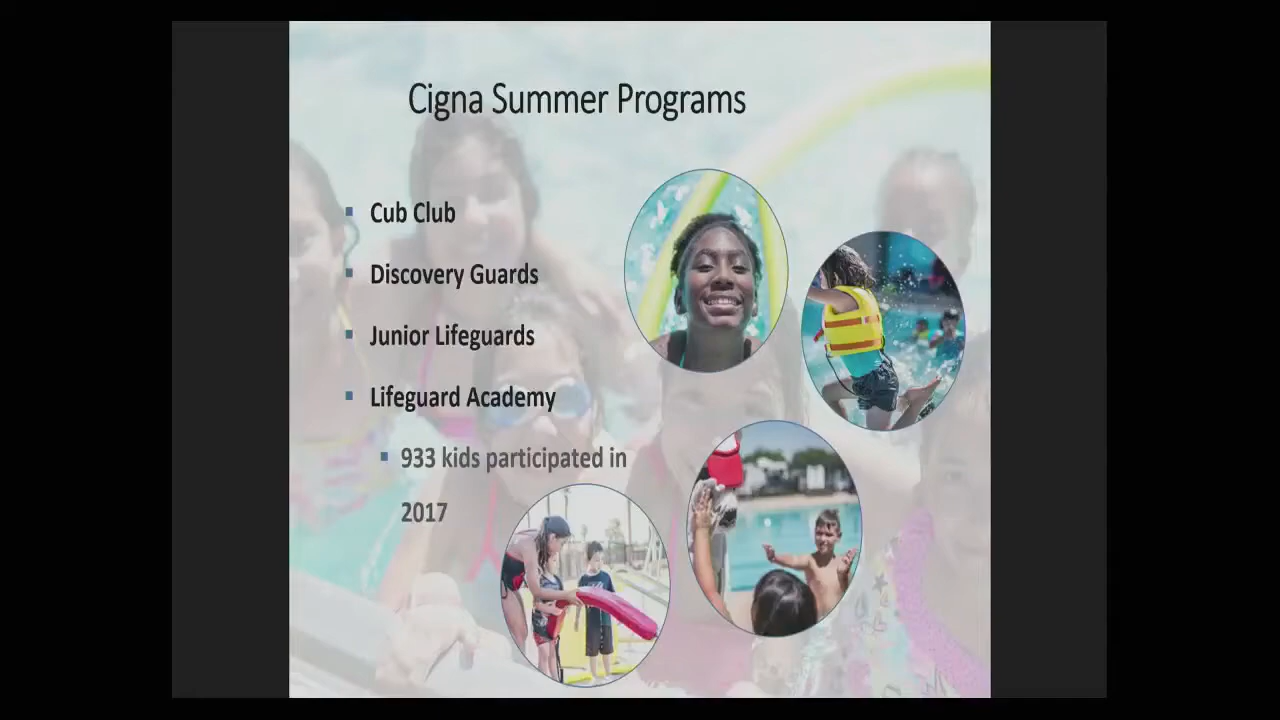 Cigna Summer Programs
Cub Club
Discovery Guards
Junior Lifeguards
Lifeguard Academy
933 kids participated in
2017